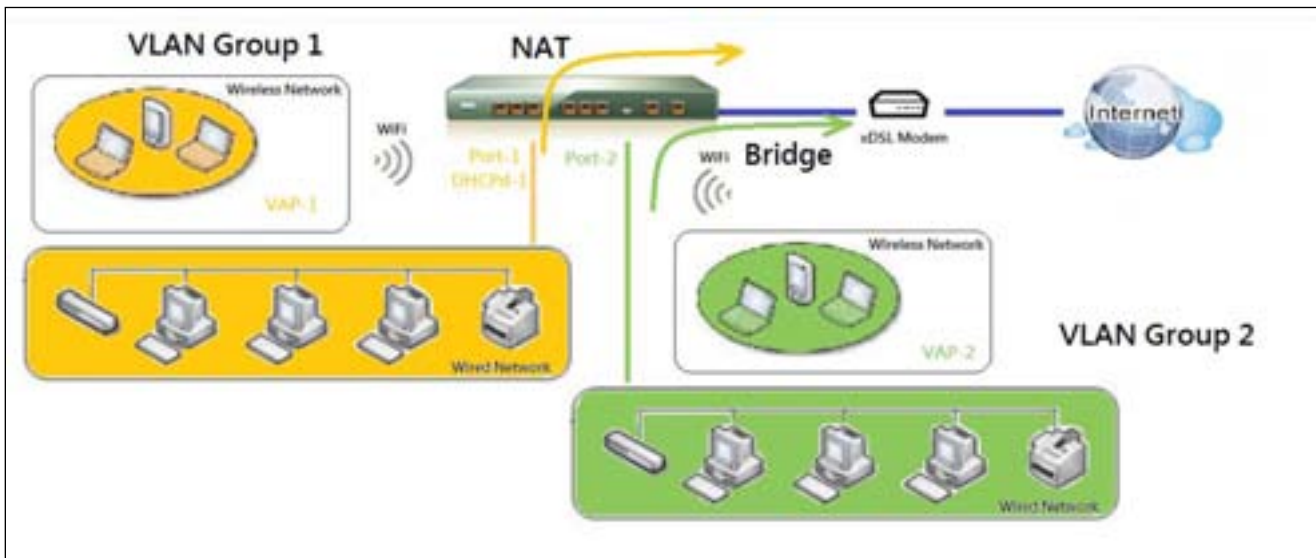 VLAN Group 1
NAT
Wireless Network
WiFi
VAP-1
Port-1
DHCPd-1
Port-2
WiFi
Bridge
xDSL Modem
Internet
Wired Network
Wireless Network
VAP-2
VLAN Group 2
Wired Network